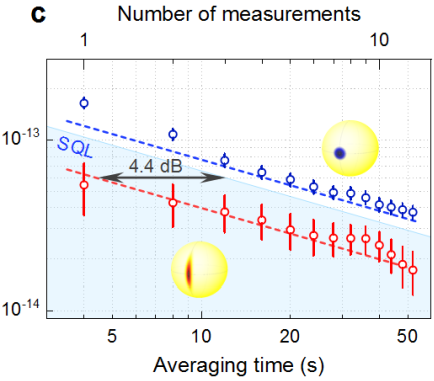 c
Number of measurements
1 10
10⁻¹³
SQL
4.4 dB
10⁻¹⁴
5 10 20 50
Averaging time (s)